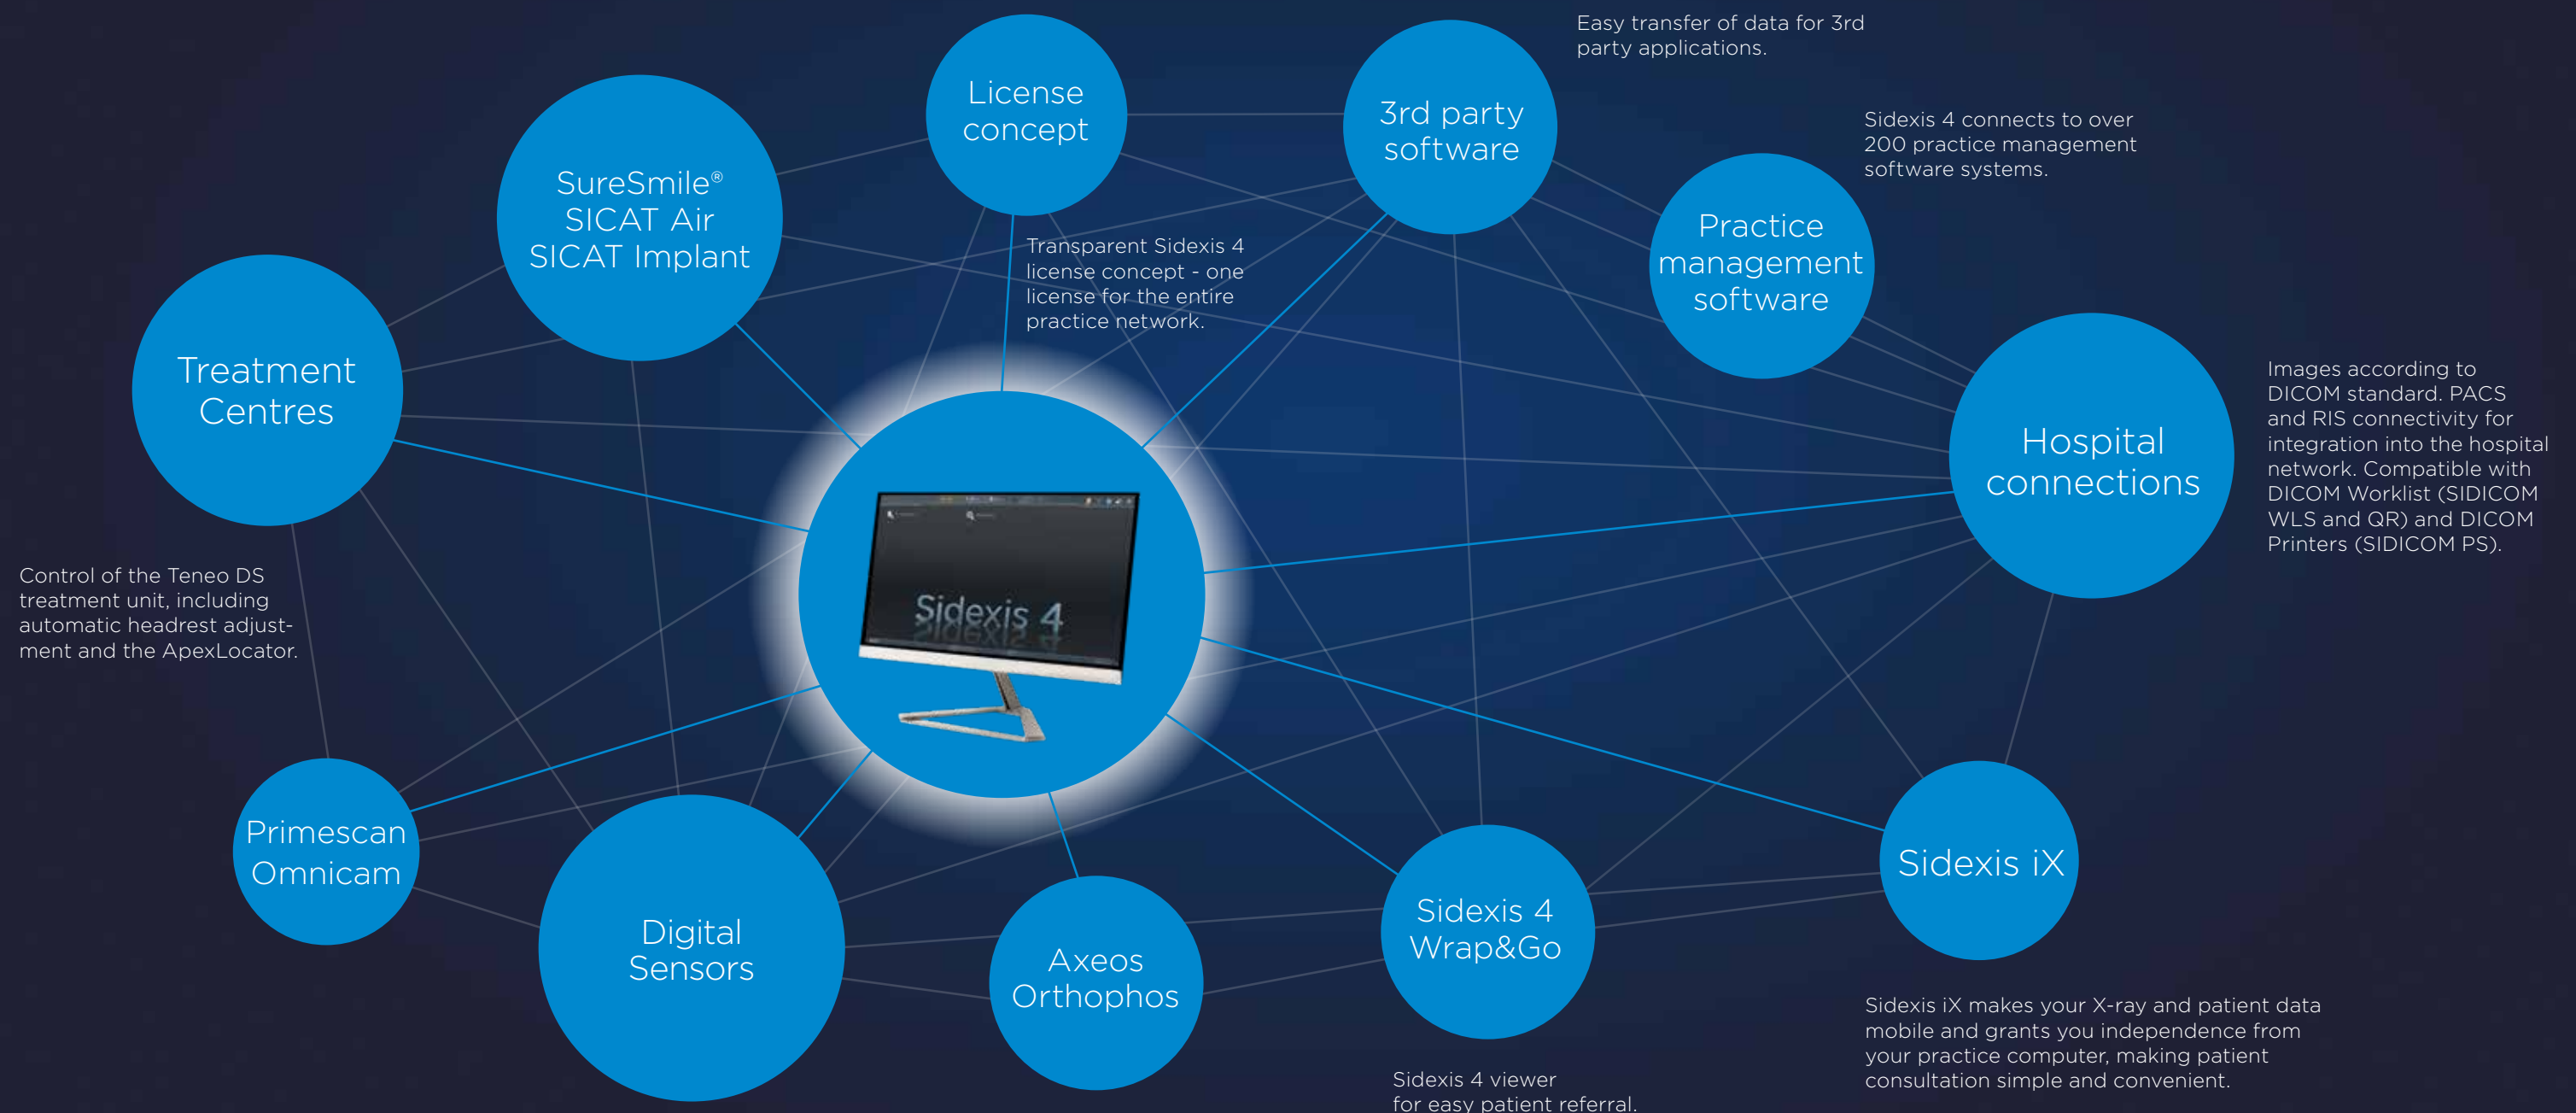 Easy transfer of data for 3rd
party applications.
License
concept
3rd party
software
Sidexis 4 connects to over
200 practice management
software systems.
SureSmile®
SICAT Air
SICAT Implant
Practice
management
software
Transparent Sidexis 4
license concept - one
license for the entire
practice network.
Treatment
Centres
Hospital
connections
Images according to
DICOM standard. PACS
and RIS connectivity for
integration into the hospital
network. Compatible with
DICOM Worklist (SIDICOM
WLS and QR) and DICOM
Printers (SIDICOM PS).
Sidexis 4
Control of the Teneo DS
treatment unit, including
automatic headrest adjust-
ment and the ApexLocator.
Primescan
Omnicam
Digital
Sensors
Axeos
Orthophos
Sidexis 4
Wrap&Go
Sidexis iX
Sidexis iX makes your X-ray and patient data
mobile and grants you independence from
your practice computer, making patient
consultation simple and convenient.
Sidexis 4 viewer
for easy patient referral.